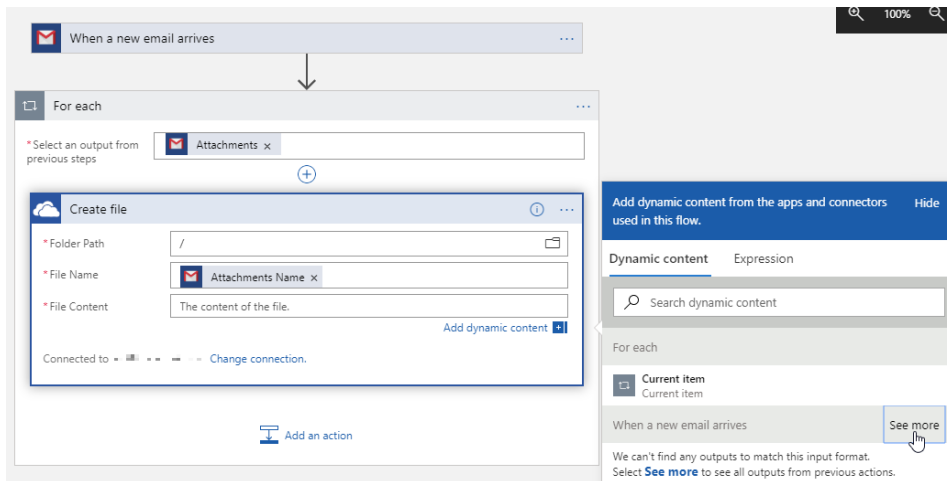 100%
When a new email arrives ...
For each ...
*Select an output from
previous steps
Attachments ×
Create file ...
*Folder Path /
*File Name Attachments Name ×
*File Content The content of the file.
Add dynamic content
Connected to Change connection.
Add an action
Add dynamic content from the apps and connectors
used in this flow.
Hide
Dynamic content Expression
Search dynamic content
For each
Current item
Current item
When a new email arrives See more
We can't find any outputs to match this input format.
Select See more to see all outputs from previous actions.